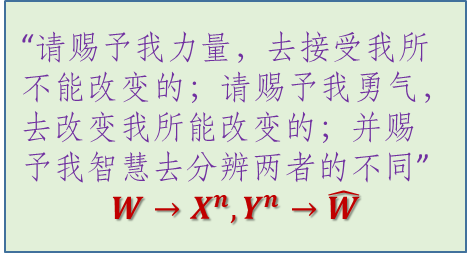 “请赐予我力量，去接受我所
不能改变的；请赐予我勇气，
去改变我所能改变的；并赐
予我智慧去分辨两者的不同”
W → Xⁿ, Yⁿ → Ŵ